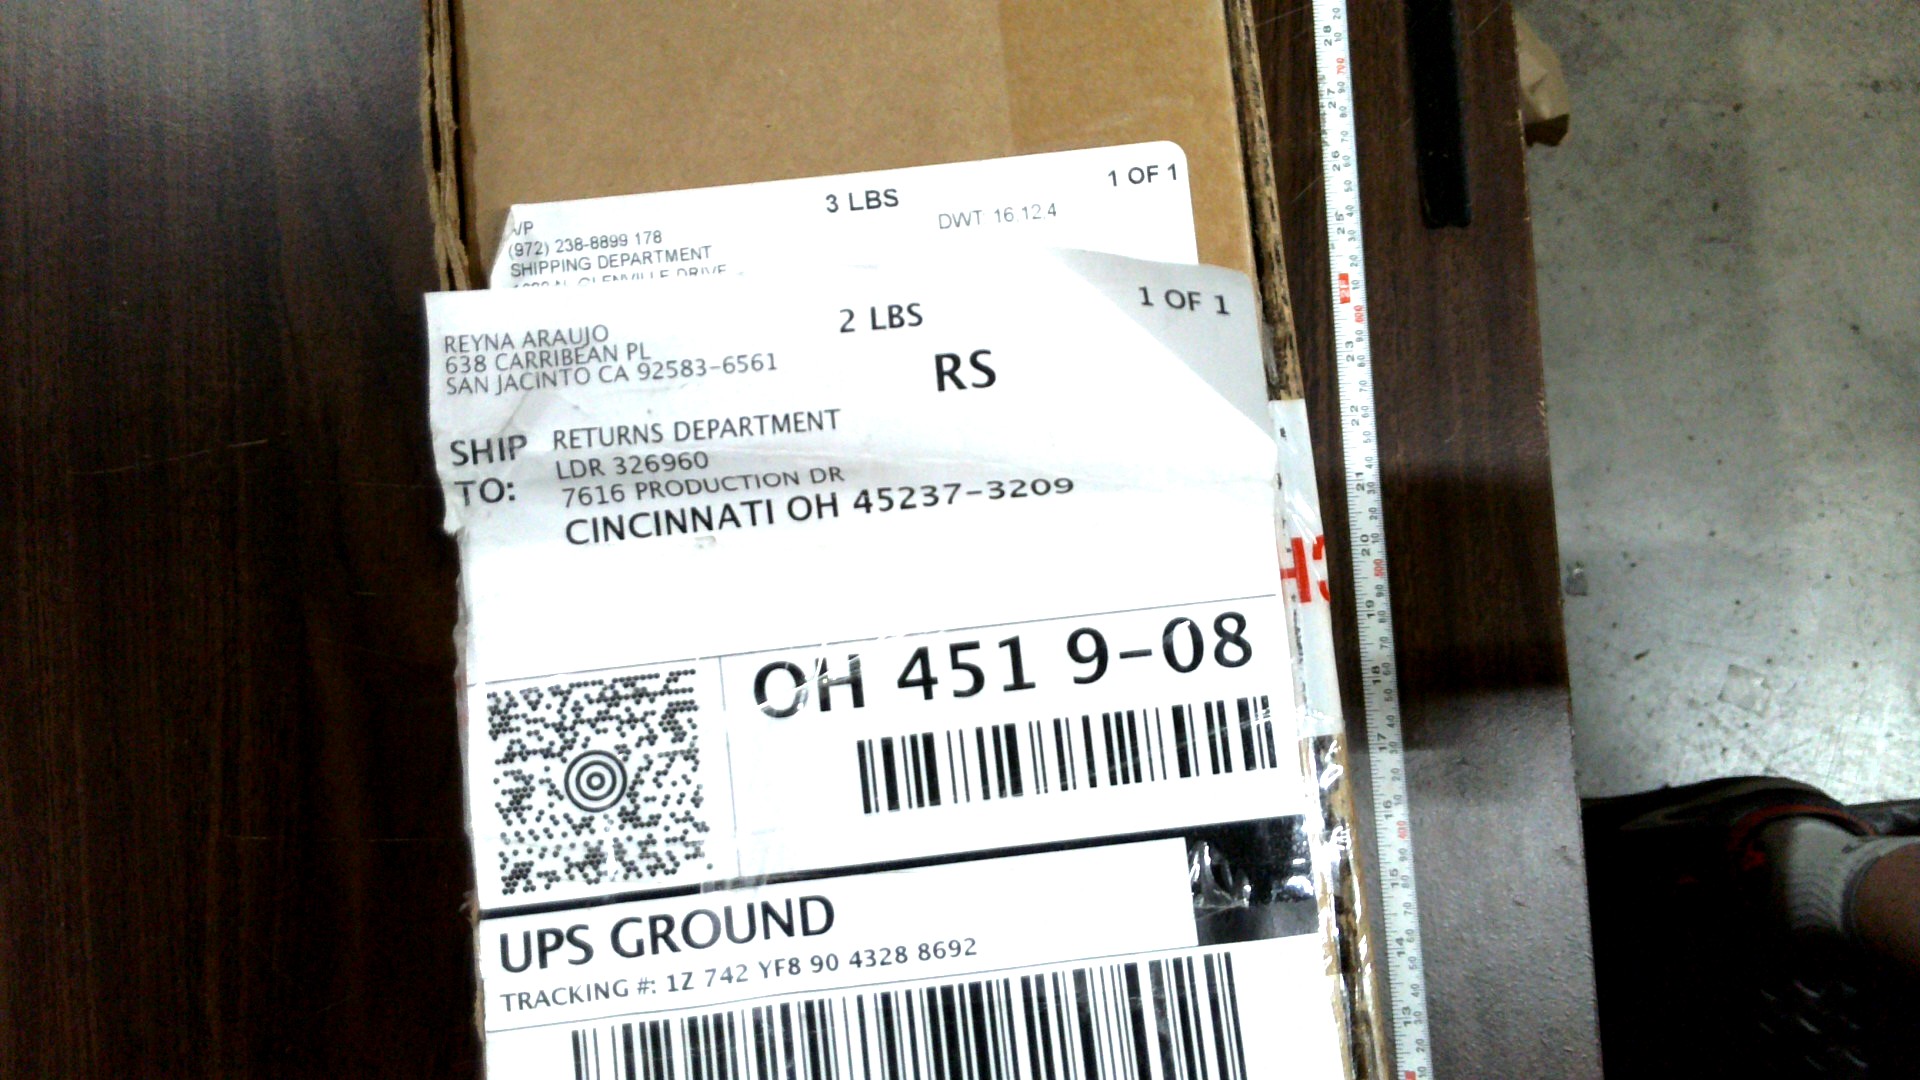 3 LBS
1 OF 1
(972) 238-8899 178
DWT 16.12.4
SHIPPING DEPARTMENT
GLENVILLE DRIVE
REYNA ARAUJO
638 CARRIBEAN PL
SAN JACINTO CA 92583-6561
2 LBS
1 OF 1
RS
SHIP TO:
RETURNS DEPARTMENT
LDR 326960
7616 PRODUCTION DR
CINCINNATI OH 45237-3209
OH 451 9-08
UPS GROUND
TRACKING #: 1Z 742 YF8 90 4328 8692